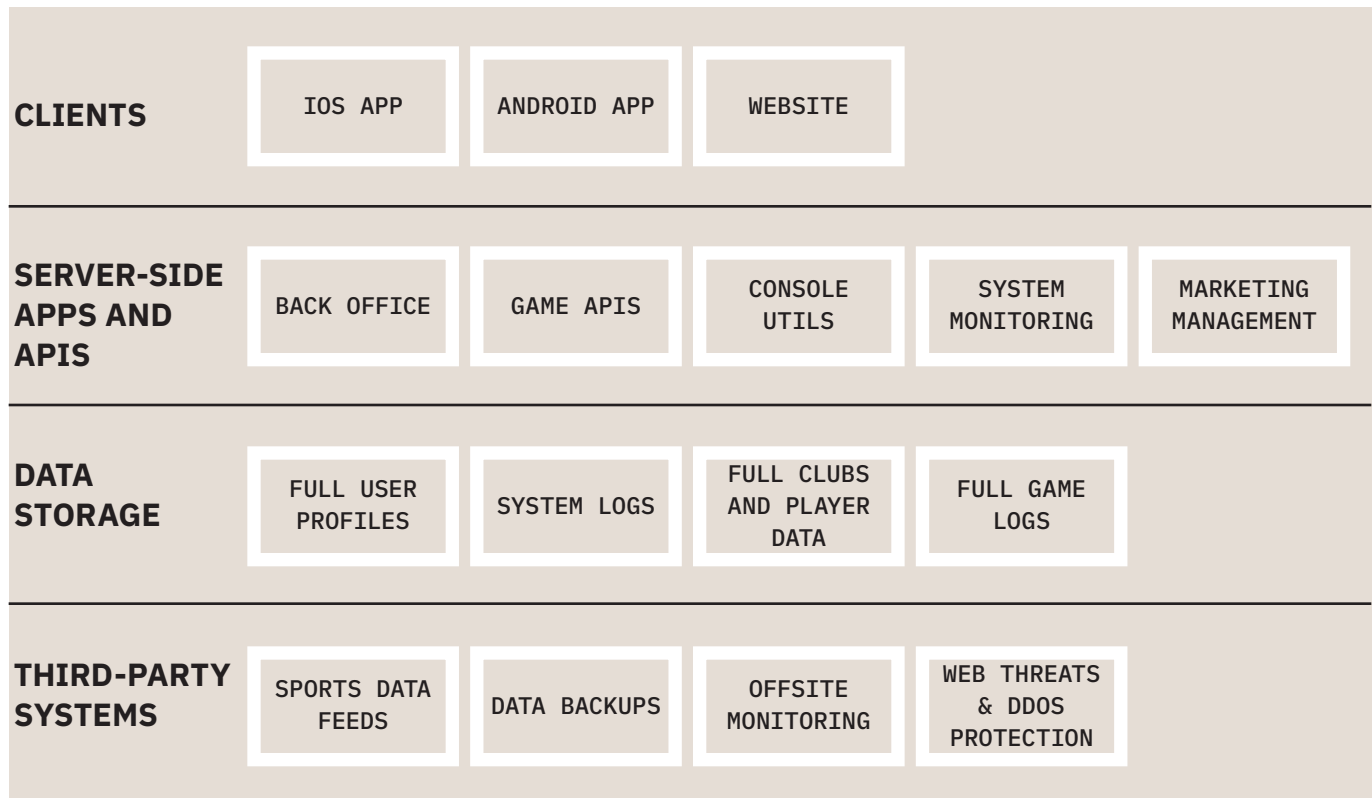 CLIENTS
IOS APP
ANDROID APP
WEBSITE
SERVER-SIDE
APPS AND
APIS
BACK OFFICE
GAME APIS
CONSOLE
UTILS
SYSTEM
MONITORING
MARKETING
MANAGEMENT
DATA
STORAGE
FULL USER
PROFILES
SYSTEM LOGS
FULL CLUBS
AND PLAYER
DATA
FULL GAME
LOGS
THIRD-PARTY
SYSTEMS
SPORTS DATA
FEEDS
DATA BACKUPS
OFFSITE
MONITORING
WEB THREATS
& DDOS
PROTECTION